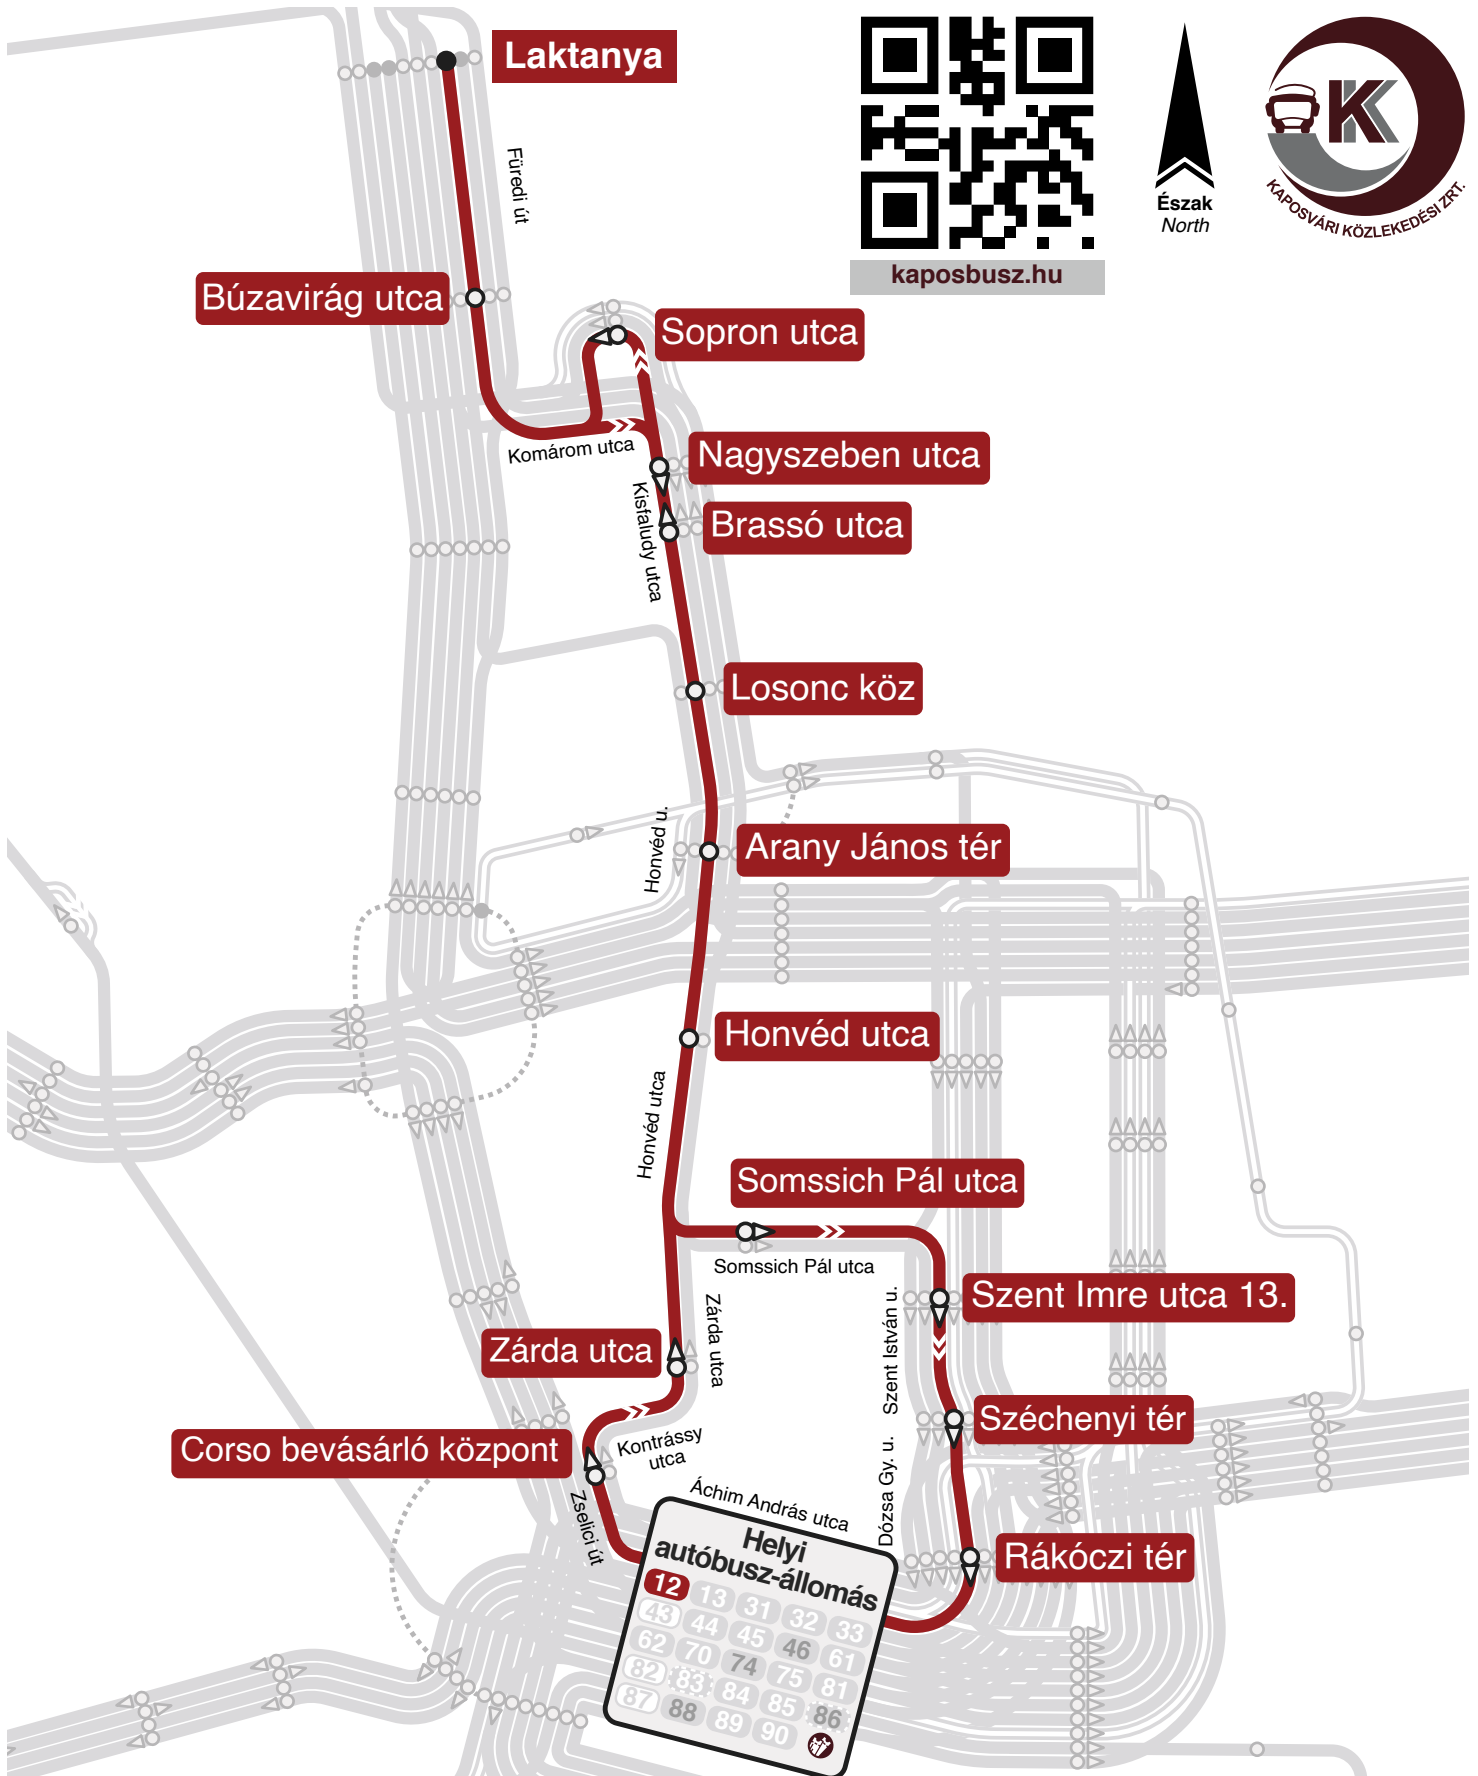 Laktanya
Füredi út
Észak
North
KAPOSVÁRI KÖZLEKEDÉSI ZRT.
kaposbusz.hu
Búzavirág utca
Sopron utca
Komárom utca
Nagyszeben utca
Kisfaludy utca
Brassó utca
Losonc köz
Honvéd u.
Arany János tér
Honvéd utca
Honvéd utca
Somssich Pál utca
Somssich Pál utca
Szent István u.
Szent Imre utca 13.
Zárda utca
Zárda utca
Széchenyi tér
Corso bevásárló központ
Kontrássy
utca
Zselici út
Áchim András utca
Dózsa Gy. u.
Rákóczi tér
Helyi
autóbusz-állomás
12 13 31 32 33
43 44 45 46 61
62 70 74 75 81
82 83 84 85 86
87 88 89 90